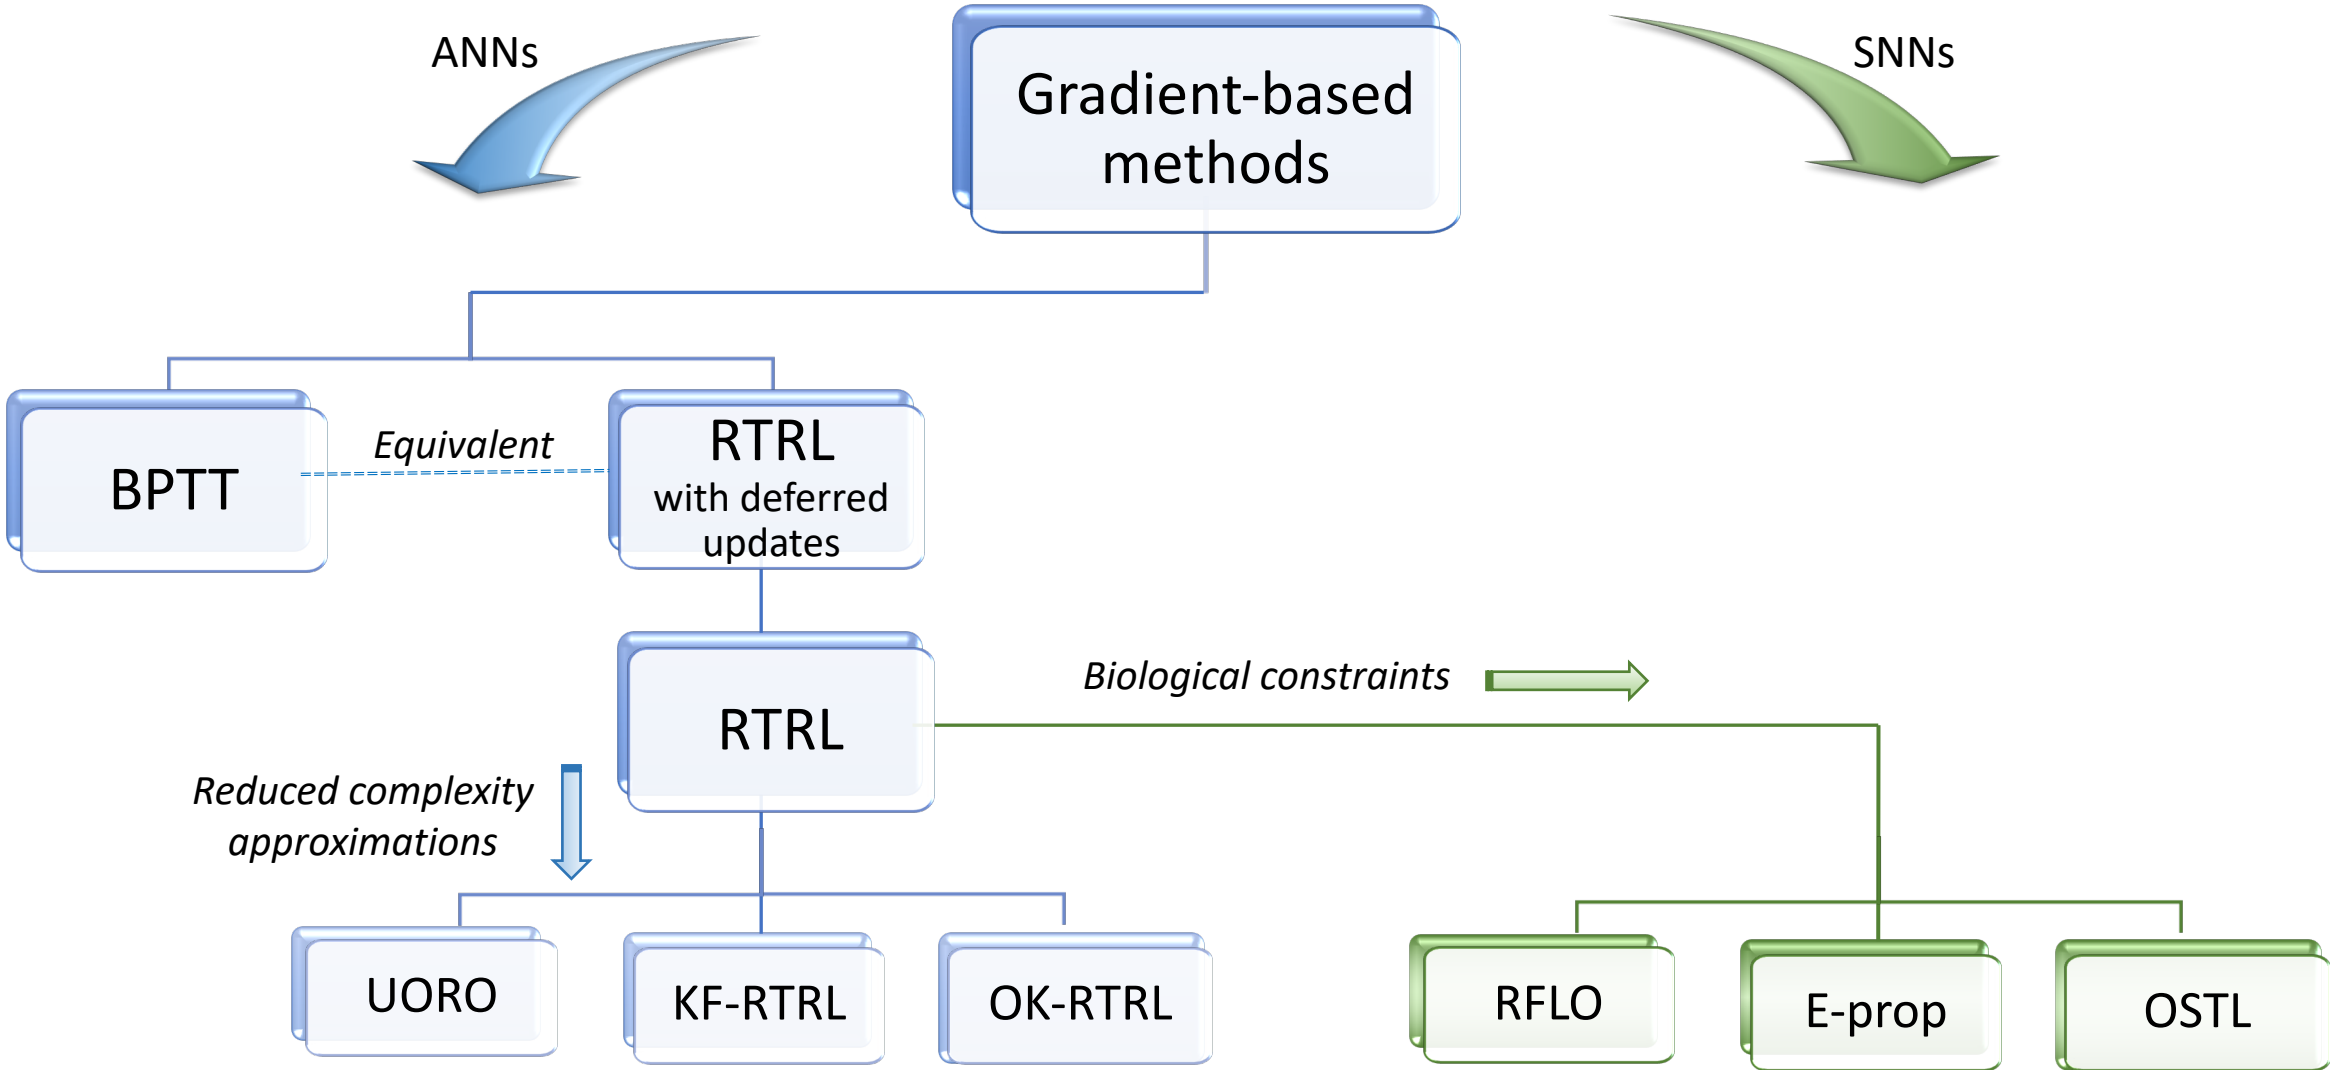 ANNs
Gradient-based
methods
SNNs
BPTT
Equivalent
RTRL
with deferred
updates
RTRL
Biological constraints
Reduced complexity
approximations
UORO
KF-RTRL
OK-RTRL
RFLO
E-prop
OSTL